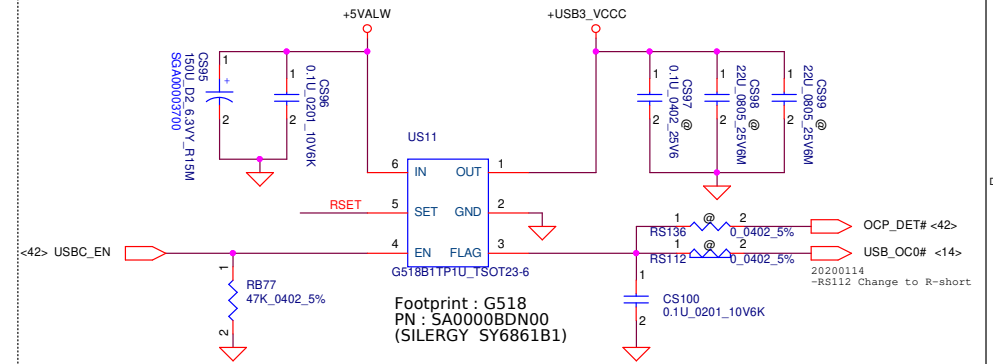 +5VALW
+USB3_VCCC
1
2
+
CS95
150U_D2_6.3VY_R15M
SGA00003700
1
2
CS96
0.1U_0201_10V6K
1
2
CS97 @
0.1U_0402_25V6
1
2
CS98 @
22U_0805_25V6M
1
2
CS99 @
22U_0805_25V6M
US11
6 IN OUT 1
RSET 5 SET GND 2
<42> USBC_EN 4 EN FLAG 3
G518B1TP1U_TSOT23-6
D
1 @ 2 OCP_DET# <42>
RS136 0_0402_5%
1 @ 2 USB_OC0# <14>
RS112 0_0402_5%
20200114
-RS112 Change to R-short
1
2
RB77
47K_0402_5%
1
2
CS100
0.1U_0201_10V6K
Footprint : G518
PN : SA0000BDN00
(SILERGY SY6861B1)